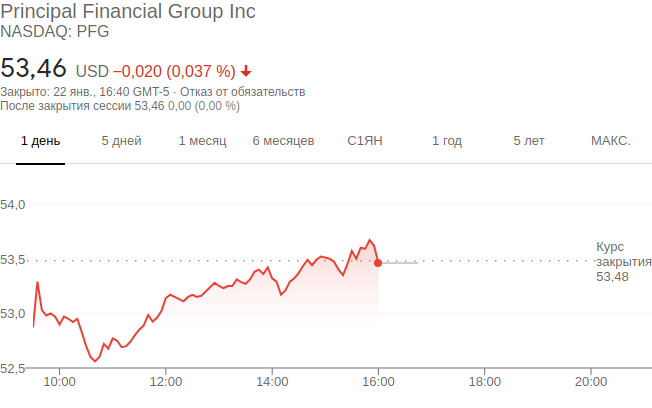 Principal Financial Group Inc
NASDAQ: PFG
53,46 USD −0,020 (0,037 %)
Закрыто: 22 янв., 16:40 GMT-5 · Отказ от обязательств
После закрытия сессии 53,46 0,00 (0,00 %)
1 день 5 дней 1 месяц 6 месяцев С1ЯН 1 год 5 лет МАКС.
54,0
53,5
53,0
52,5
Курс
закрытия
53,48
10:00 12:00 14:00 16:00 18:00 20:00